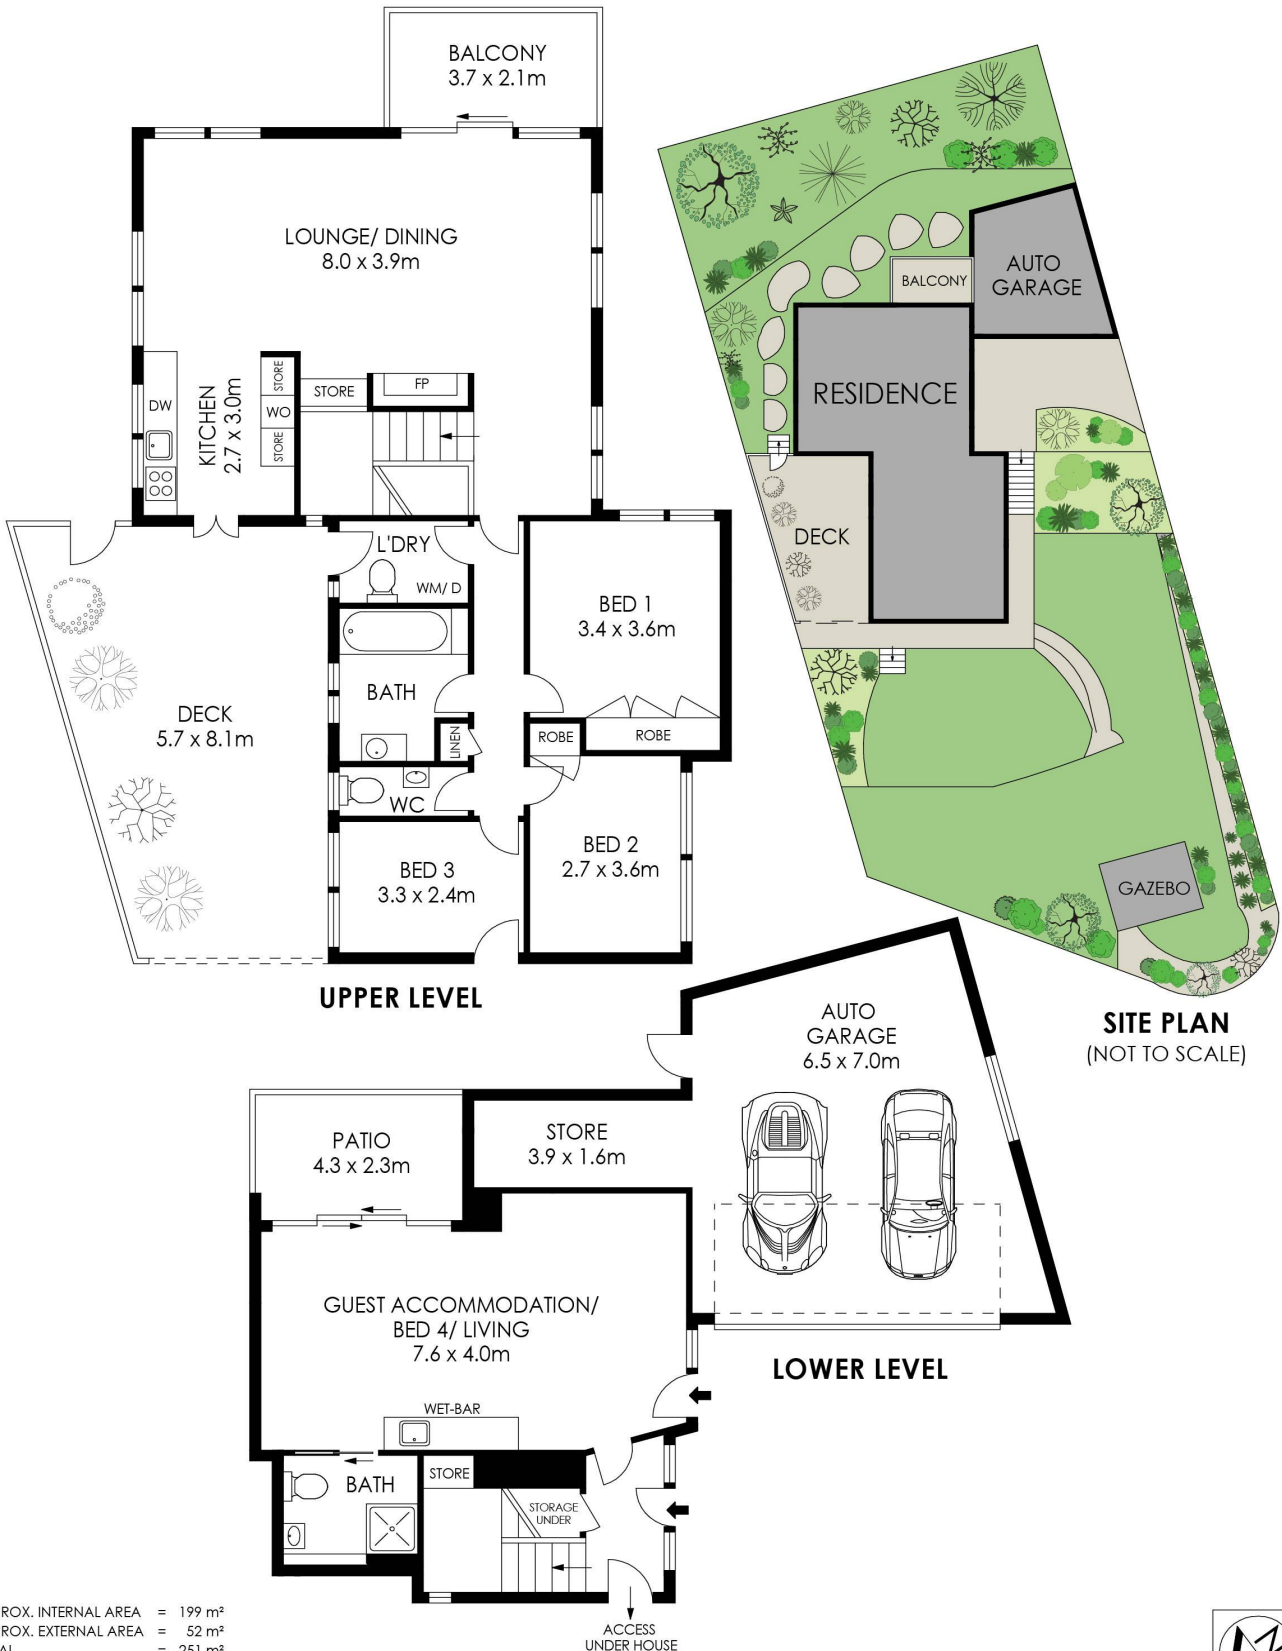 BALCONY
3.7 x 2.1m
LOUNGE/ DINING
8.0 x 3.9m
KITCHEN
2.7 x 3.0m
DW
STORE
WO
STORE
STORE
FP
L'DRY
WM/ D
BED 1
3.4 x 3.6m
BATH
DECK
5.7 x 8.1m
LINEN
ROBE
ROBE
WC
BED 2
2.7 x 3.6m
BED 3
3.3 x 2.4m
UPPER LEVEL
AUTO
GARAGE
BALCONY
RESIDENCE
DECK
GAZEBO
SITE PLAN
(NOT TO SCALE)
AUTO
GARAGE
6.5 x 7.0m
PATIO
4.3 x 2.3m
STORE
3.9 x 1.6m
GUEST ACCOMMODATION/
BED 4/ LIVING
7.6 x 4.0m
LOWER LEVEL
WET-BAR
BATH
STORE
STORAGE
UNDER
ACCESS
UNDER HOUSE
ROX. INTERNAL AREA = 199 m²
ROX. EXTERNAL AREA = 52 m²
= 251 m²